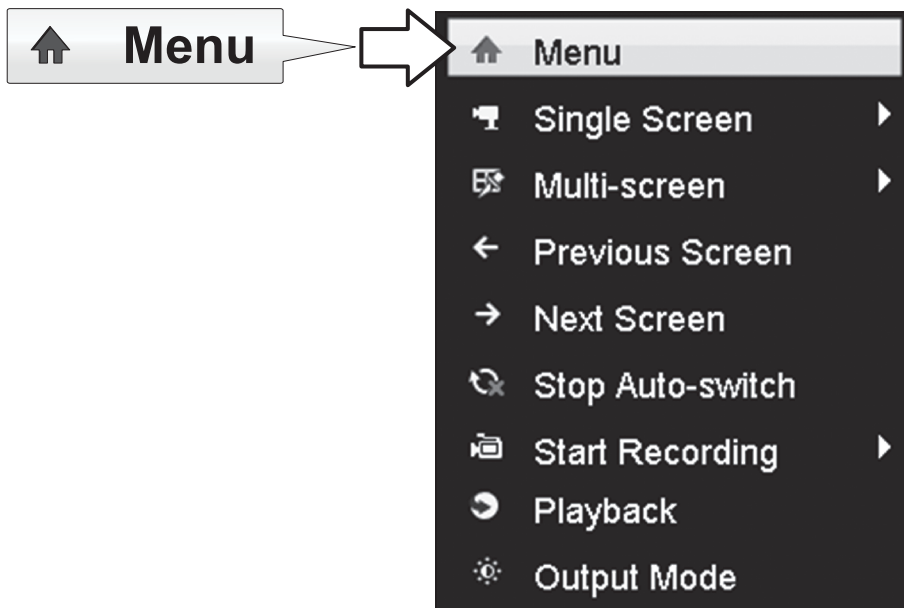 Menu
Menu
Single Screen
Multi-screen
Previous Screen
Next Screen
Stop Auto-switch
Start Recording
Playback
Output Mode